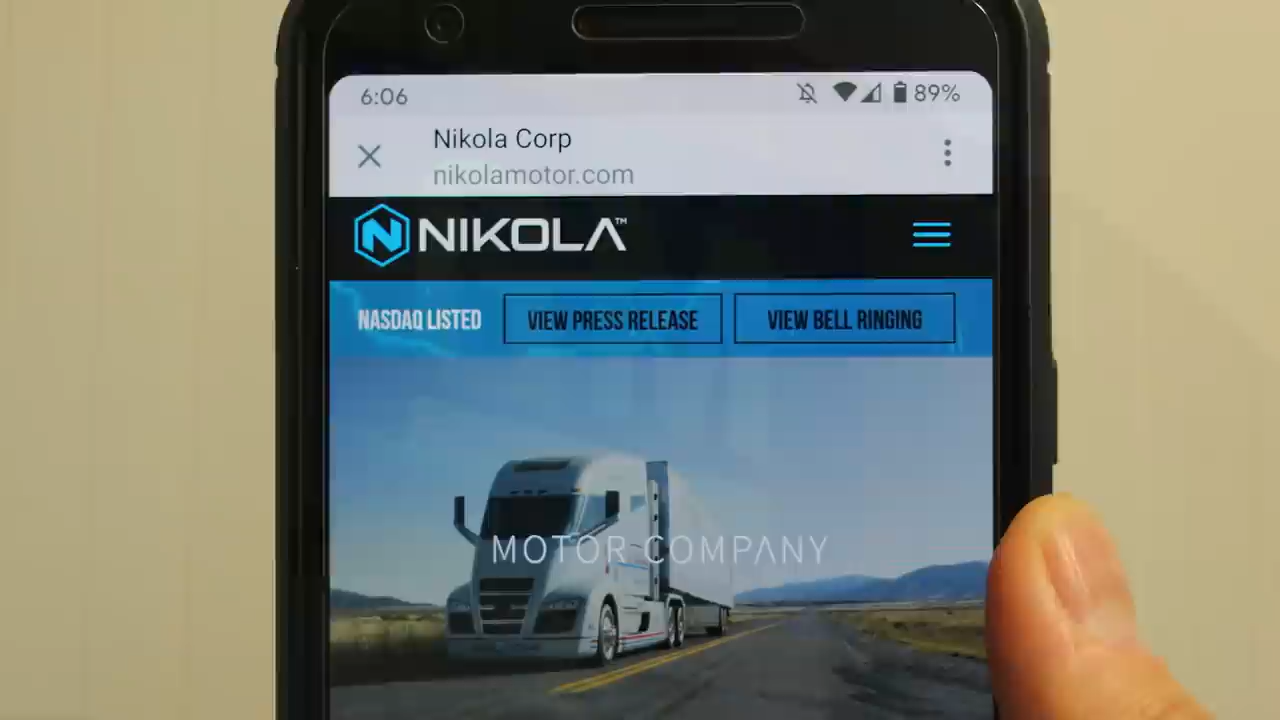 6:06
89%
Nikola Corp
nikolamotor.com
NIKOLA™
NASDAQ LISTED
VIEW PRESS RELEASE
VIEW BELL RINGING
MOTOR COMPANY